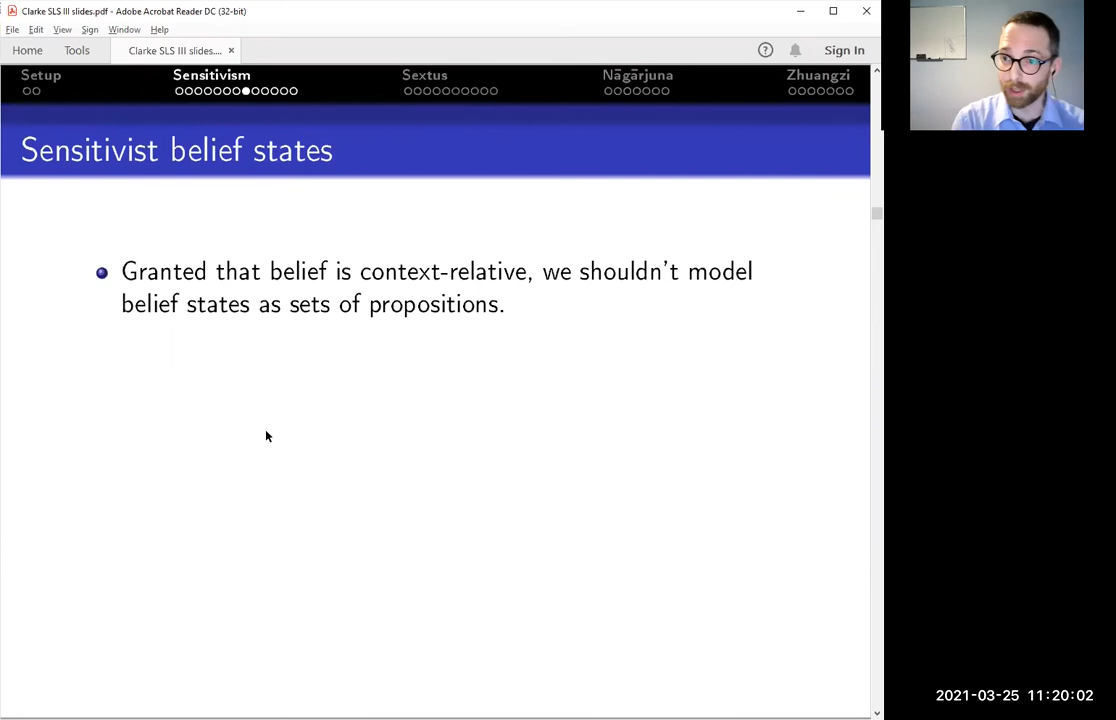 Clarke SLS III slides.pdf - Adobe Acrobat Reader DC (32-bit)
File Edit View Sign Window Help
Home Tools Clarke SLS III slides.... × Sign In
Setup Sensitivism Sextus Nāgārjuna Zhuangzi
Sensitivist belief states
Granted that belief is context-relative, we shouldn't model
belief states as sets of propositions.
2021-03-25 11:20:02